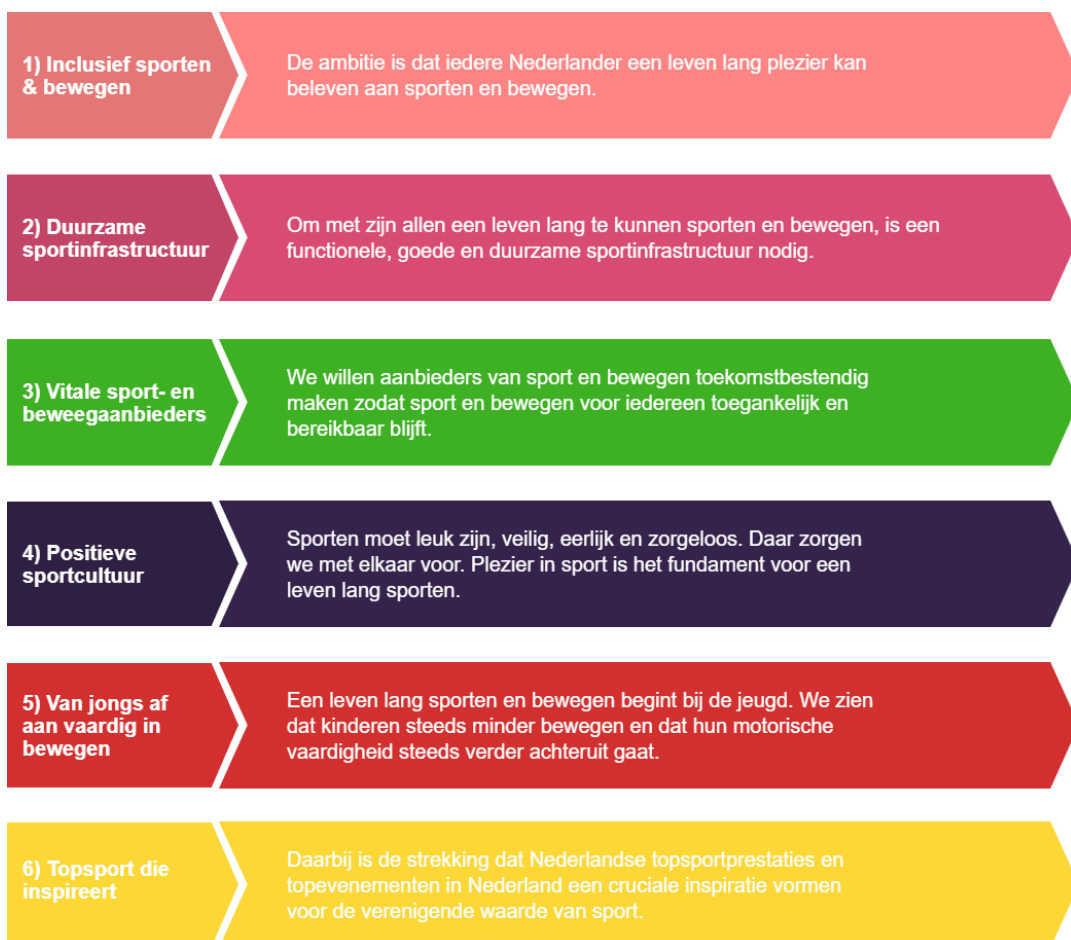 1) Inclusief sporten
& bewegen
De ambitie is dat iedere Nederlander een leven lang plezier kan
beleven aan sporten en bewegen.
2) Duurzame
sportinfrastructuur
Om met zijn allen een leven lang te kunnen sporten en bewegen, is een
functionele, goede en duurzame sportinfrastructuur nodig.
3) Vitale sport- en
beweegaanbieders
We willen aanbieders van sport en bewegen toekomstbestendig
maken zodat sport en bewegen voor iedereen toegankelijk en
bereikbaar blijft.
4) Positieve
sportcultuur
Sporten moet leuk zijn, veilig, eerlijk en zorgeloos. Daar zorgen
we met elkaar voor. Plezier in sport is het fundament voor een
leven lang sporten.
5) Van jongs af
aan vaardig in
bewegen
Een leven lang sporten en bewegen begint bij de jeugd. We zien
dat kinderen steeds minder bewegen en dat hun motorische
vaardigheid steeds verder achteruit gaat.
6) Topsport die
inspireert
Daarbij is de strekking dat Nederlandse topsportprestaties en
topevenementen in Nederland een cruciale inspiratie vormen
voor de verenigende waarde van sport.